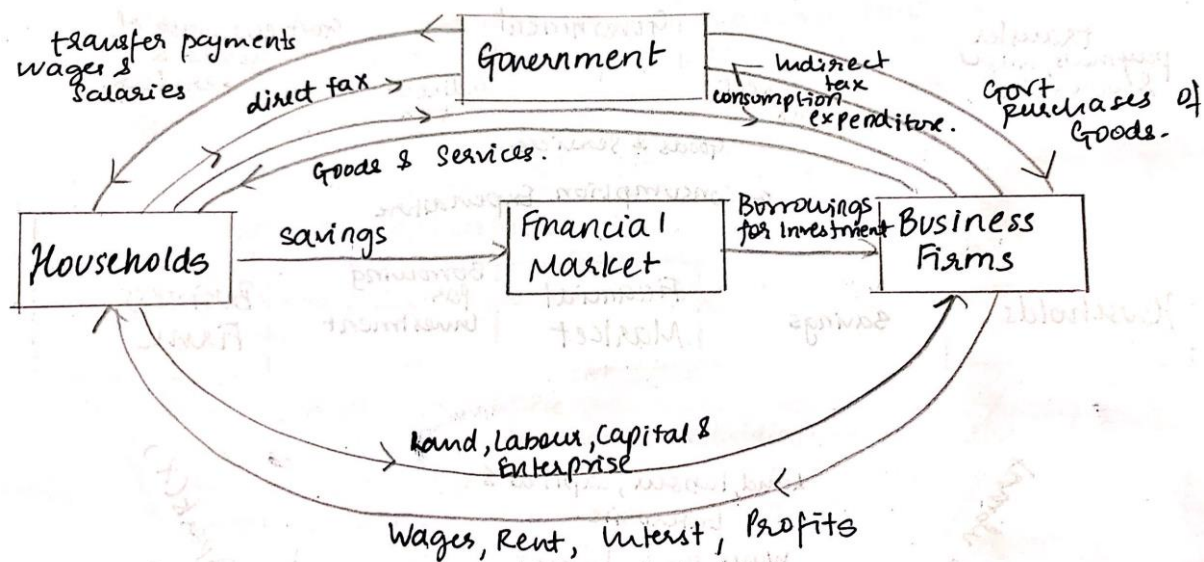 transfer payments
Wages &
Salaries
Government
direct tax
Indirect
tax
consumption
expenditure.
Govt
purchases of
Goods.
Goods & Services.
Households
savings
Financial
Market
Borrowings
for Investment
Business
Firms
Land, Labour, Capital &
Enterprise
Wages, Rent, Interst, Profits